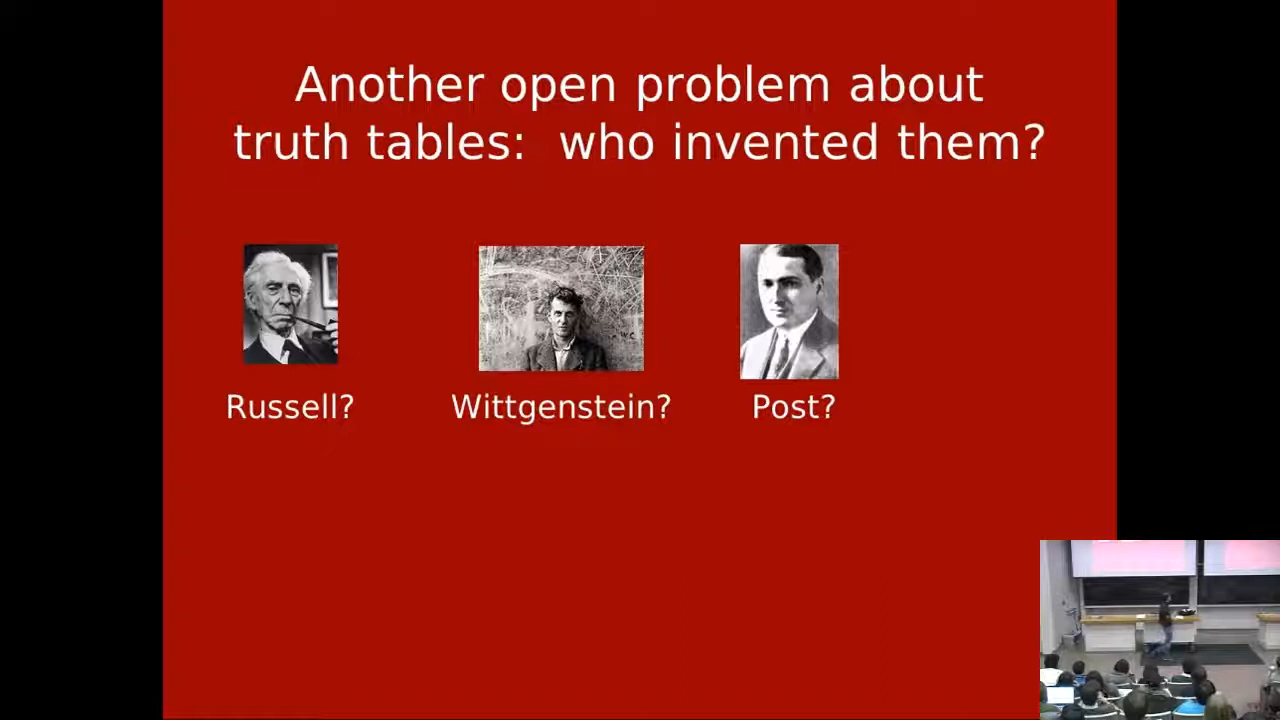 Another open problem about
truth tables:  who invented them?
Russell?
Wittgenstein?
Post?